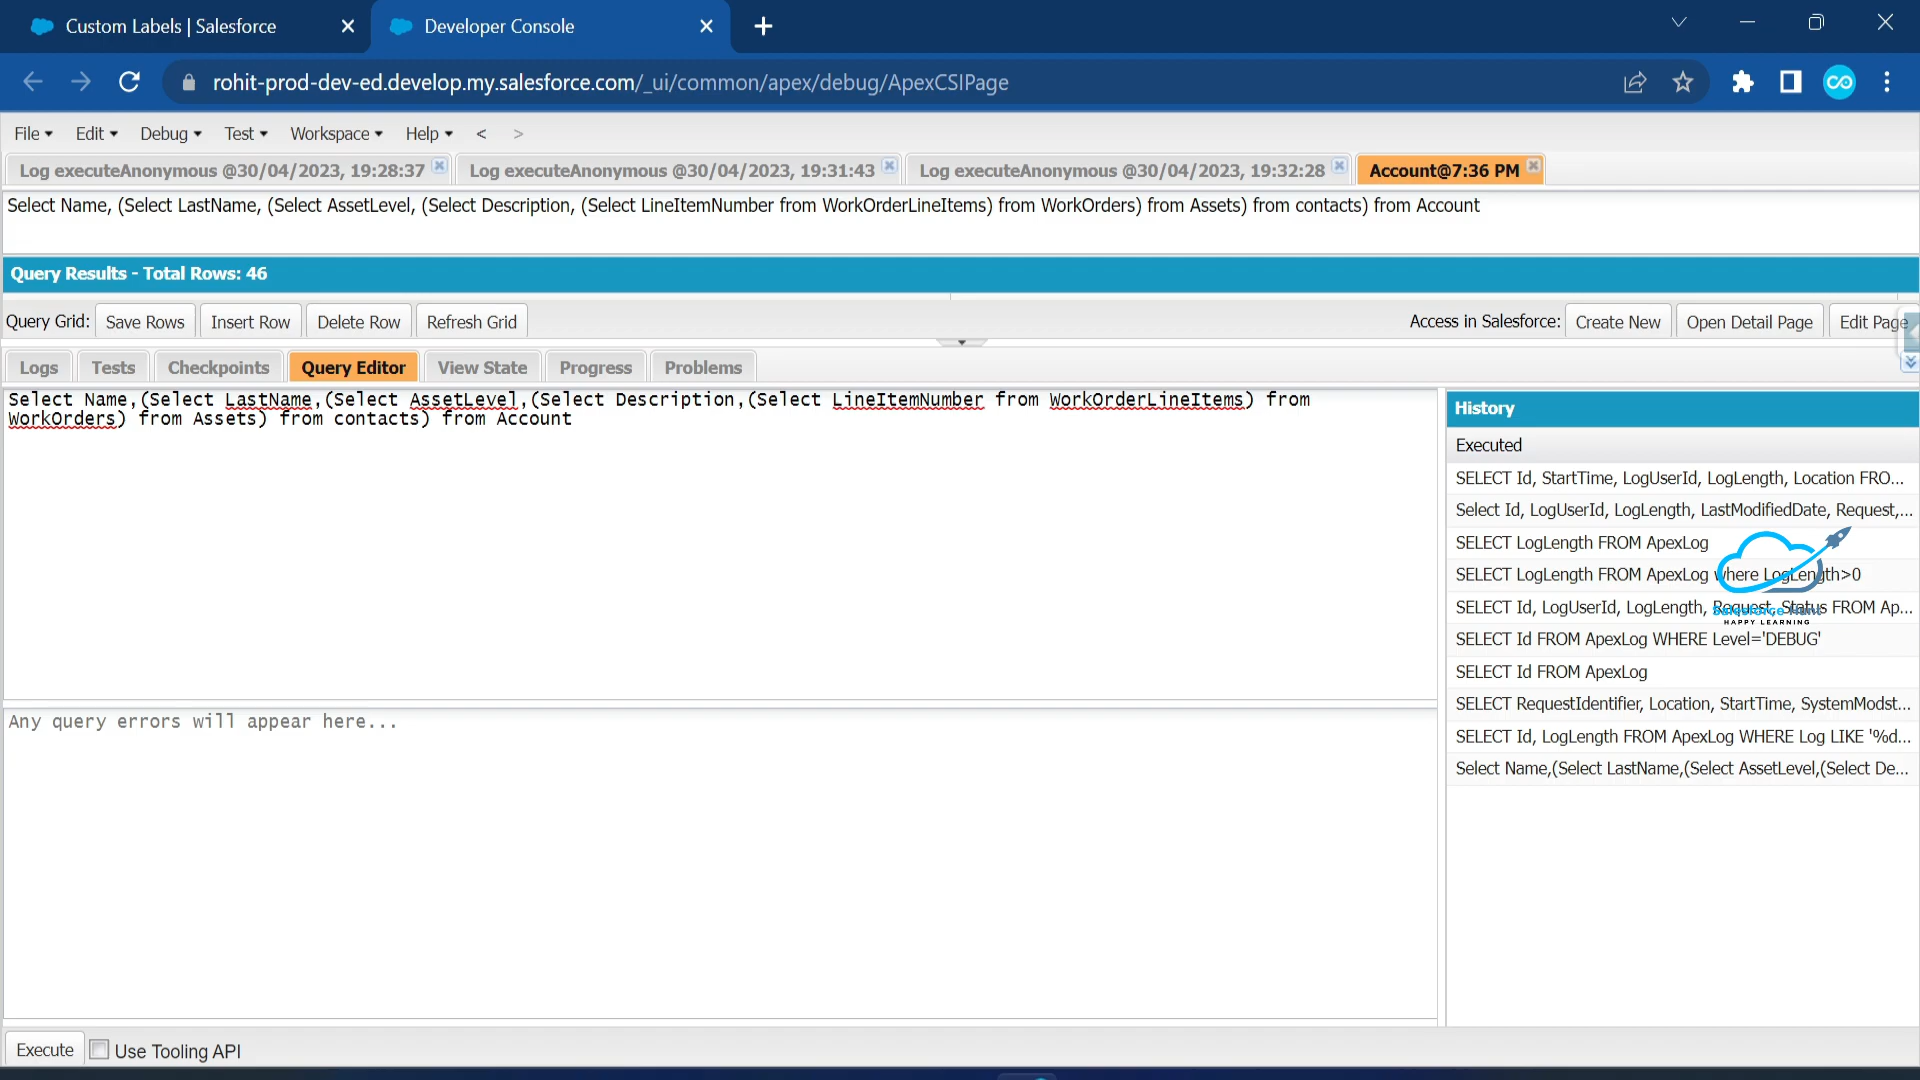 Custom Labels | Salesforce
Developer Console
rohit-prod-dev-ed.develop.my.salesforce.com/_ui/common/apex/debug/ApexCSIPage
File Edit Debug Test Workspace Help < >
Log executeAnonymous @30/04/2023, 19:28:37
Log executeAnonymous @30/04/2023, 19:31:43
Log executeAnonymous @30/04/2023, 19:32:28
Account@7:36 PM
Select Name, (Select LastName, (Select AssetLevel, (Select Description, (Select LineItemNumber from WorkOrderLineItems) from WorkOrders) from Assets) from contacts) from Account
Query Results - Total Rows: 46
Query Grid: Save Rows Insert Row Delete Row Refresh Grid
Access in Salesforce: Create New Open Detail Page Edit Page
Logs Tests Checkpoints Query Editor View State Progress Problems
Select Name,(Select LastName,(Select AssetLevel,(Select Description,(Select LineItemNumber from WorkOrderLineItems) from
WorkOrders) from Assets) from contacts) from Account
Any query errors will appear here...
History
Executed
SELECT Id, StartTime, LogUserId, LogLength, Location FRO...
Select Id, LogUserId, LogLength, LastModifiedDate, Request,...
SELECT LogLength FROM ApexLog
SELECT LogLength FROM ApexLog where LogLength>0
SELECT Id, LogUserId, LogLength, Request, Status FROM Ap...
Salesforce Hunt
HAPPY LEARNING
SELECT Id FROM ApexLog WHERE Level='DEBUG'
SELECT Id FROM ApexLog
SELECT RequestIdentifier, Location, StartTime, SystemModst...
SELECT Id, LogLength FROM ApexLog WHERE Log LIKE '%d...
Select Name,(Select LastName,(Select AssetLevel,(Select De...
Execute Use Tooling API